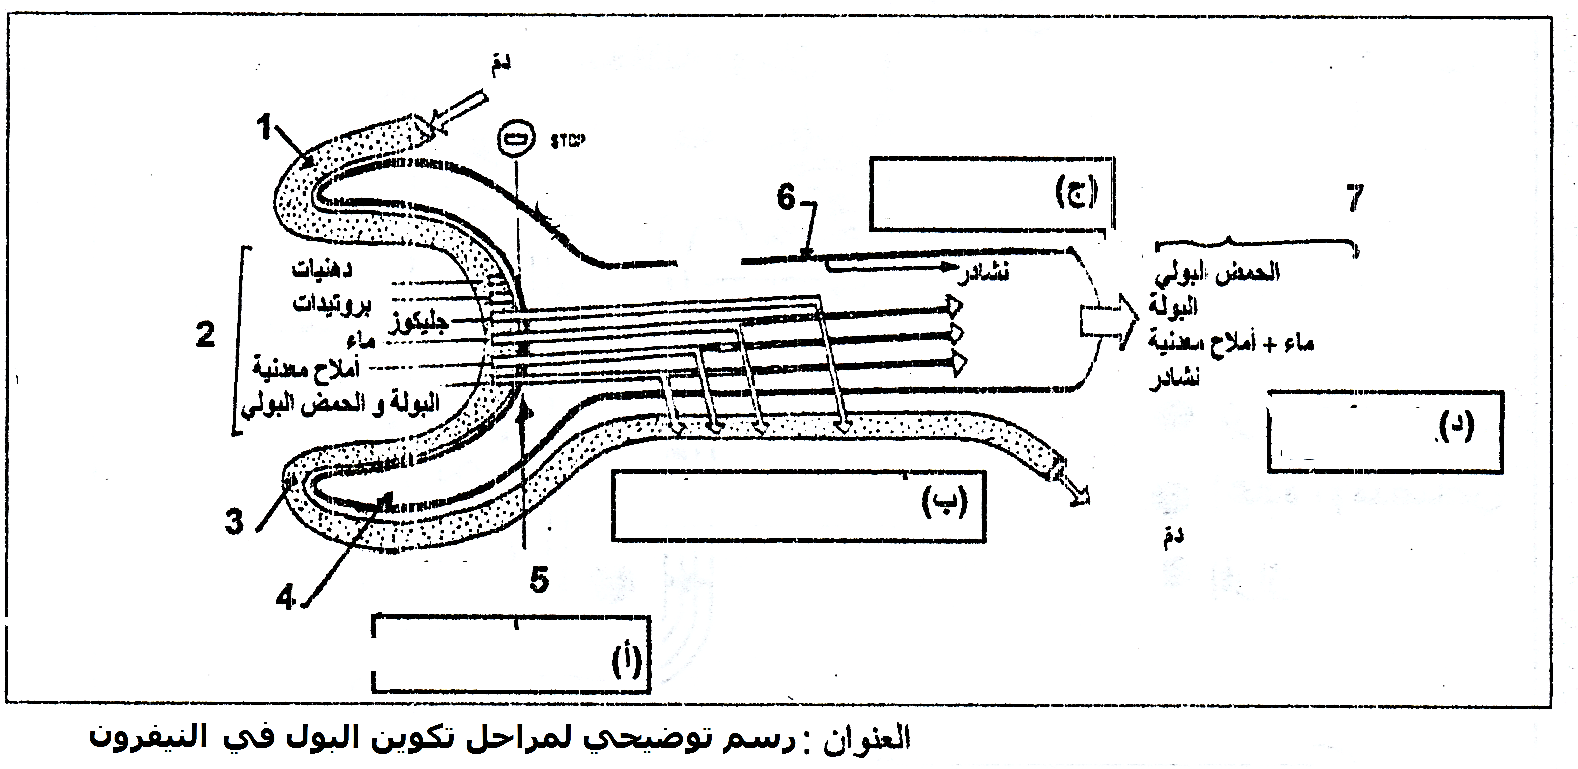 دمّ
1
STOP
(ج)
6
7
نشادر
الحمض البولي
البولة
ماء + أملاح معدنية
نشادر
2
دهنيات
بروتيدات
جليكوز
ماء
أملاح معدنية
البولة و الحمض البولي
(د)
(ب)
دمّ
3
4
5
(أ)
العنوان : رسم توضيحي لمراحل تكوين البول في النيفرون